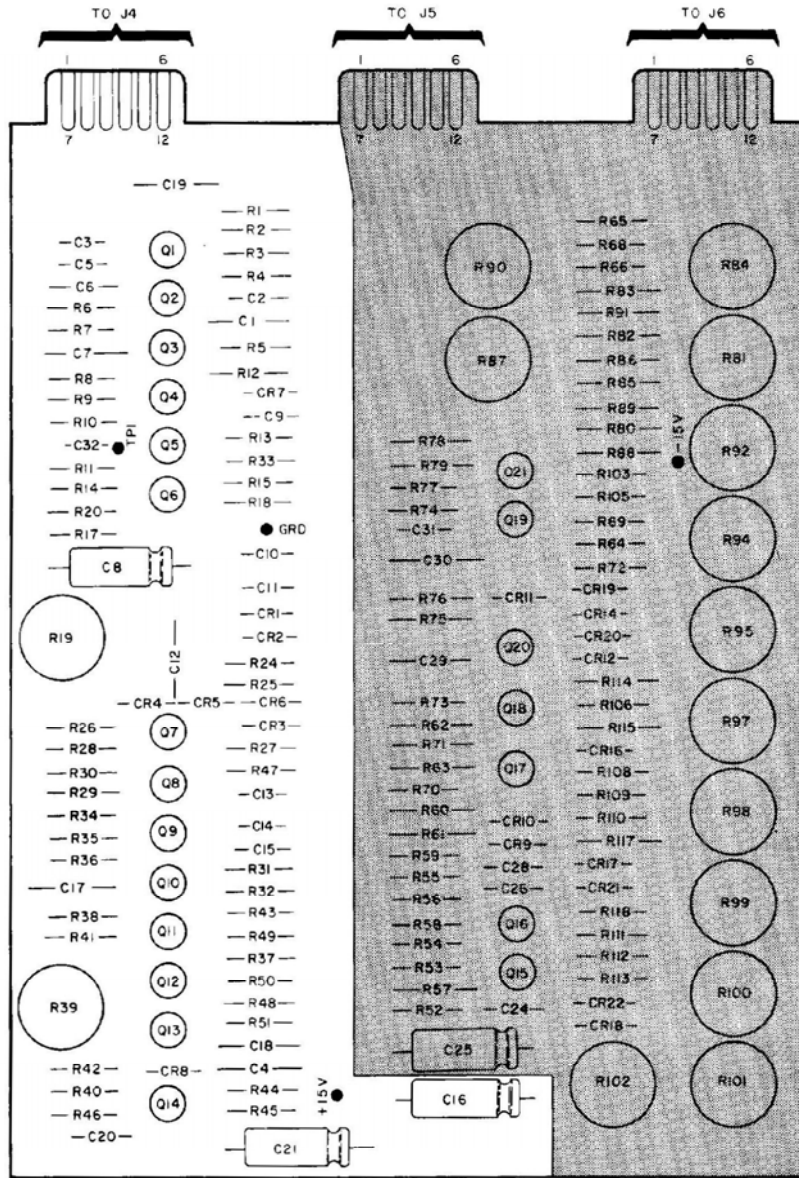 TO J4
TO J5
TO J6
1 6
1 6
1 6
7 12
7 12
7 12
C19
R1
R2
R3
R4
C2
C1
R5
R12
CR7
C9
R13
R33
R15
R18
GRD
C10
C11
CR1
CR2
R24
R25
CR6
CR3
R27
R47
C13
C14
C15
R31
R32
R43
R49
R37
R50
R48
R51
C18
C4
R44
R45
+15V
C21
C3
C5
C6
R6
R7
C7
R8
R9
R10
C32
TP1
R11
R14
R20
R17
C8
R19
C12
CR4
CR5
R26
R28
R30
R29
R34
R35
R36
C17
R38
R41
R39
R42
R40
R46
C20
Q1
Q2
Q3
Q4
Q5
Q6
Q7
Q8
Q9
Q10
Q11
Q12
Q13
CR8
Q14
R90
R87
R78
R79
R77
R74
C31
C30
R76
R75
C29
R73
R62
R71
R63
R70
R60
R61
R59
R55
R56
R58
R54
R53
R57
R52
C25
C16
Q21
Q19
CR11
Q20
Q18
Q17
CR10
CR9
C28
C26
Q16
Q15
C24
R65
R68
R66
R83
R91
R82
R86
R85
R89
R80
R88
-15V
R103
R105
R69
R64
R72
CR19
CR14
CR20
CR12
R114
R106
R115
CR16
R108
R109
R110
R117
CR17
CR21
R118
R111
R112
R113
CR22
CR18
R102
R84
R81
R92
R94
R95
R97
R98
R99
R100
R101